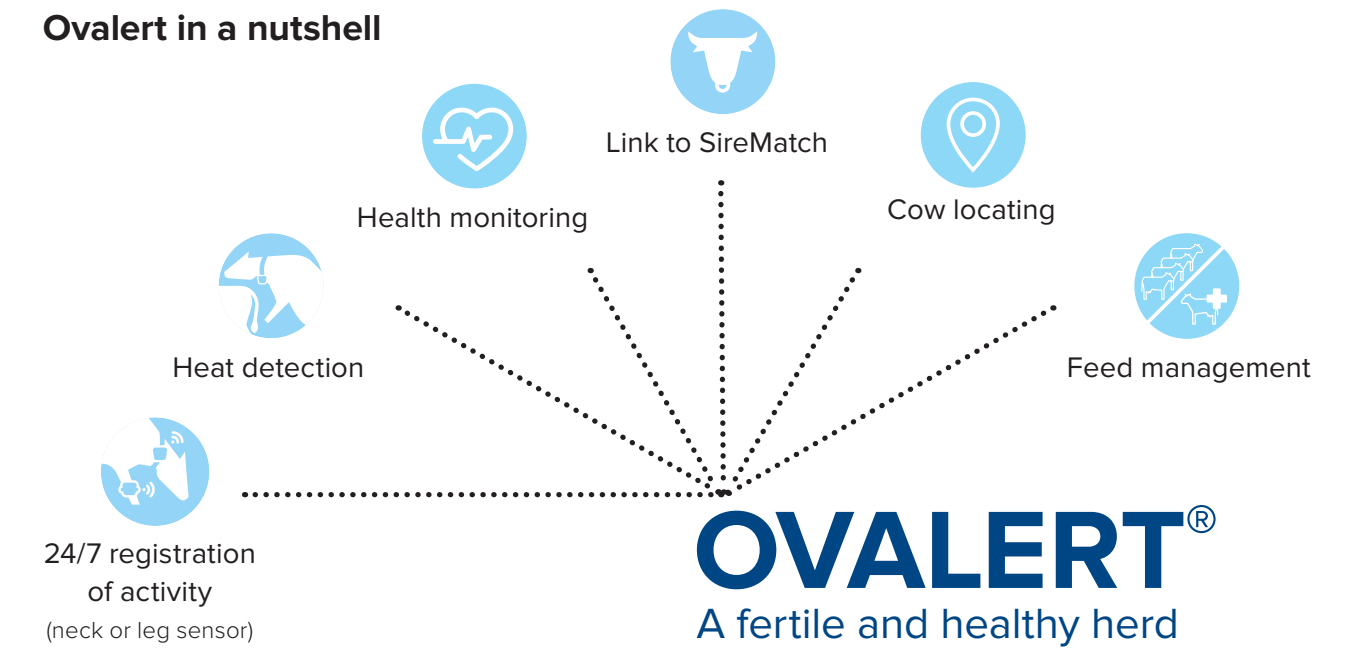 Ovalert in a nutshell
Link to SireMatch
Health monitoring
Cow locating
Heat detection
Feed management
24/7 registration
of activity
(neck or leg sensor)
OVALERT®
A fertile and healthy herd